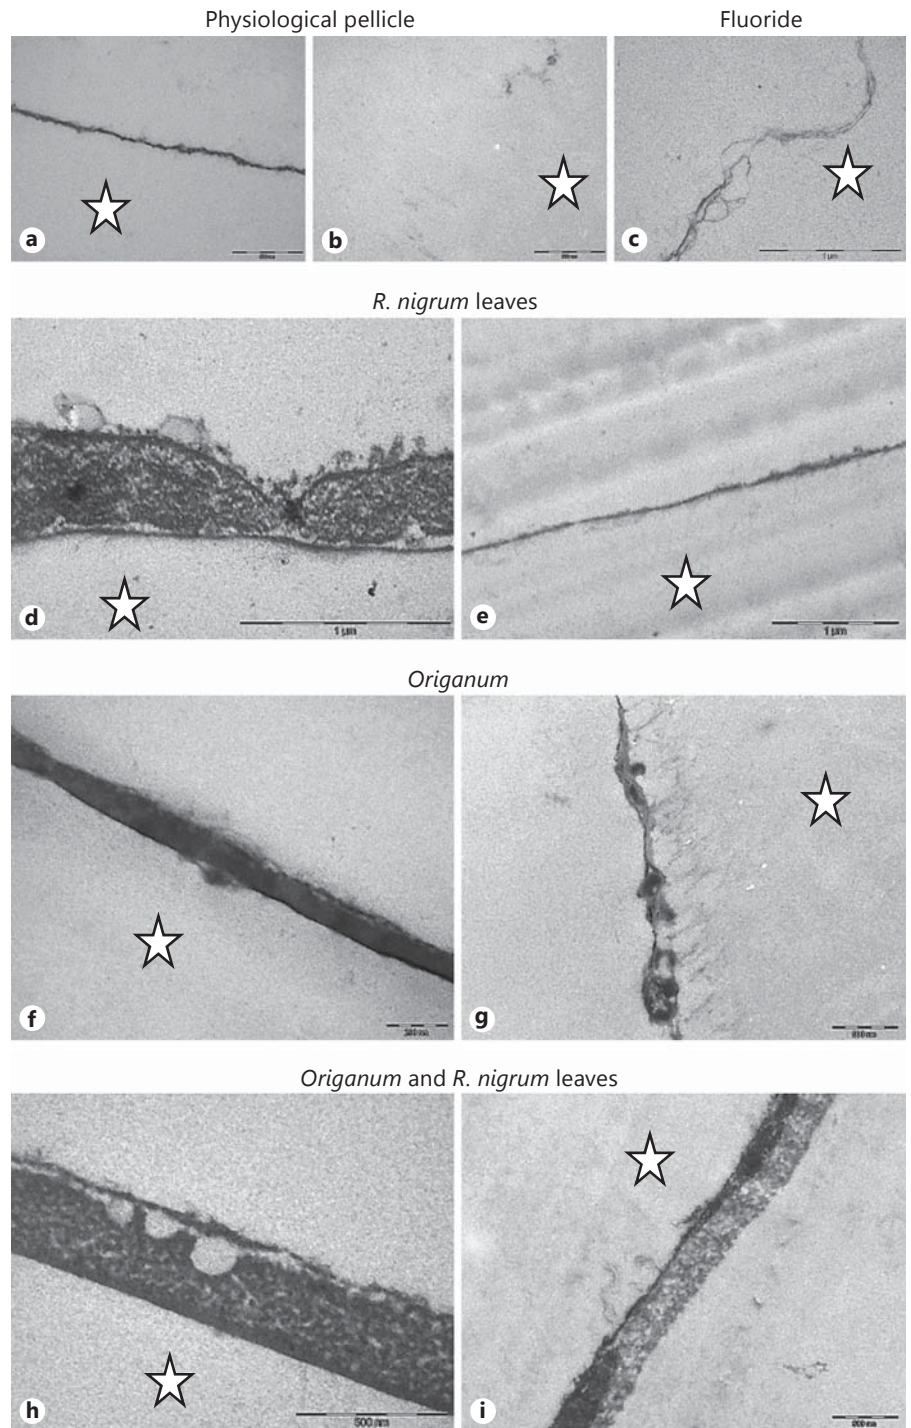 Physiological pellicle
Fluoride
a
b
c
1 µm
R. nigrum leaves
d
1 µm
e
1 µm
Origanum
f
g
Origanum and R. nigrum leaves
h
500 nm
i